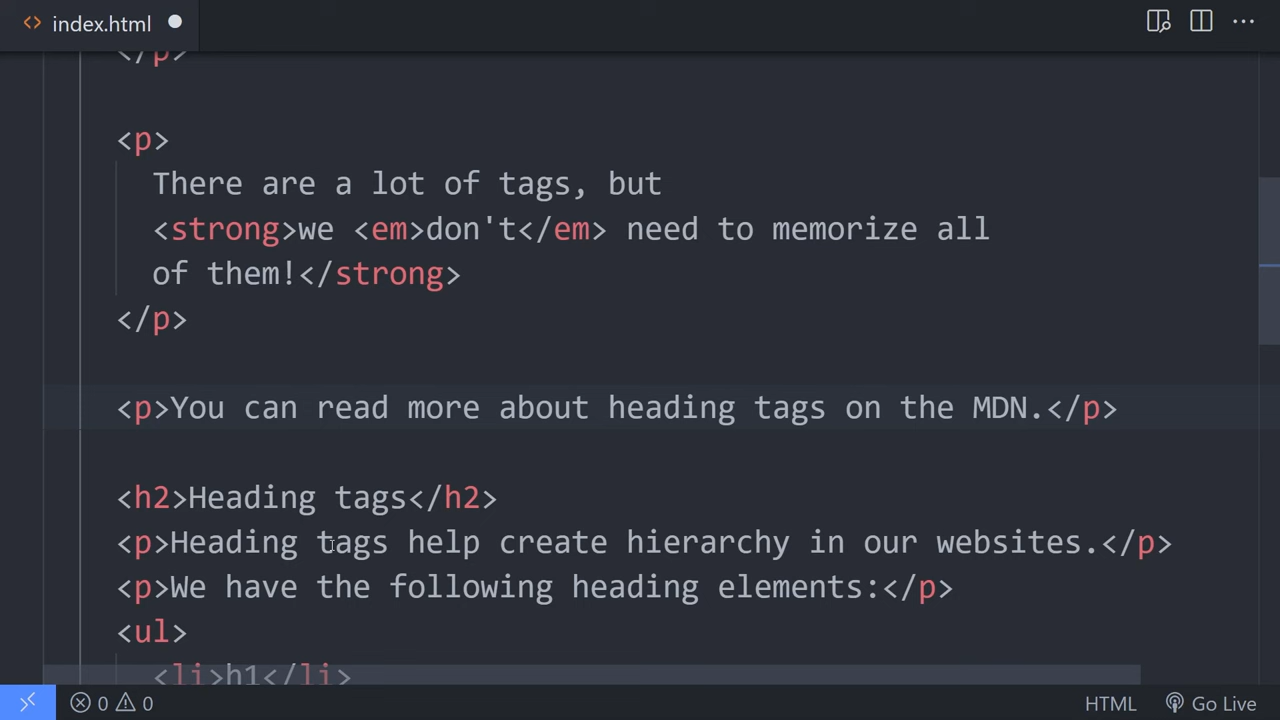 index.html
</p>
<p>
There are a lot of tags, but
<strong>we <em>don't</em> need to memorize all
of them!</strong>
</p>
<p>You can read more about heading tags on the MDN.</p>
<h2>Heading tags</h2>
<p>Heading tags help create hierarchy in our websites.</p>
<p>We have the following heading elements:</p>
<ul>
<li>h1</li>
0 0 HTML Go Live